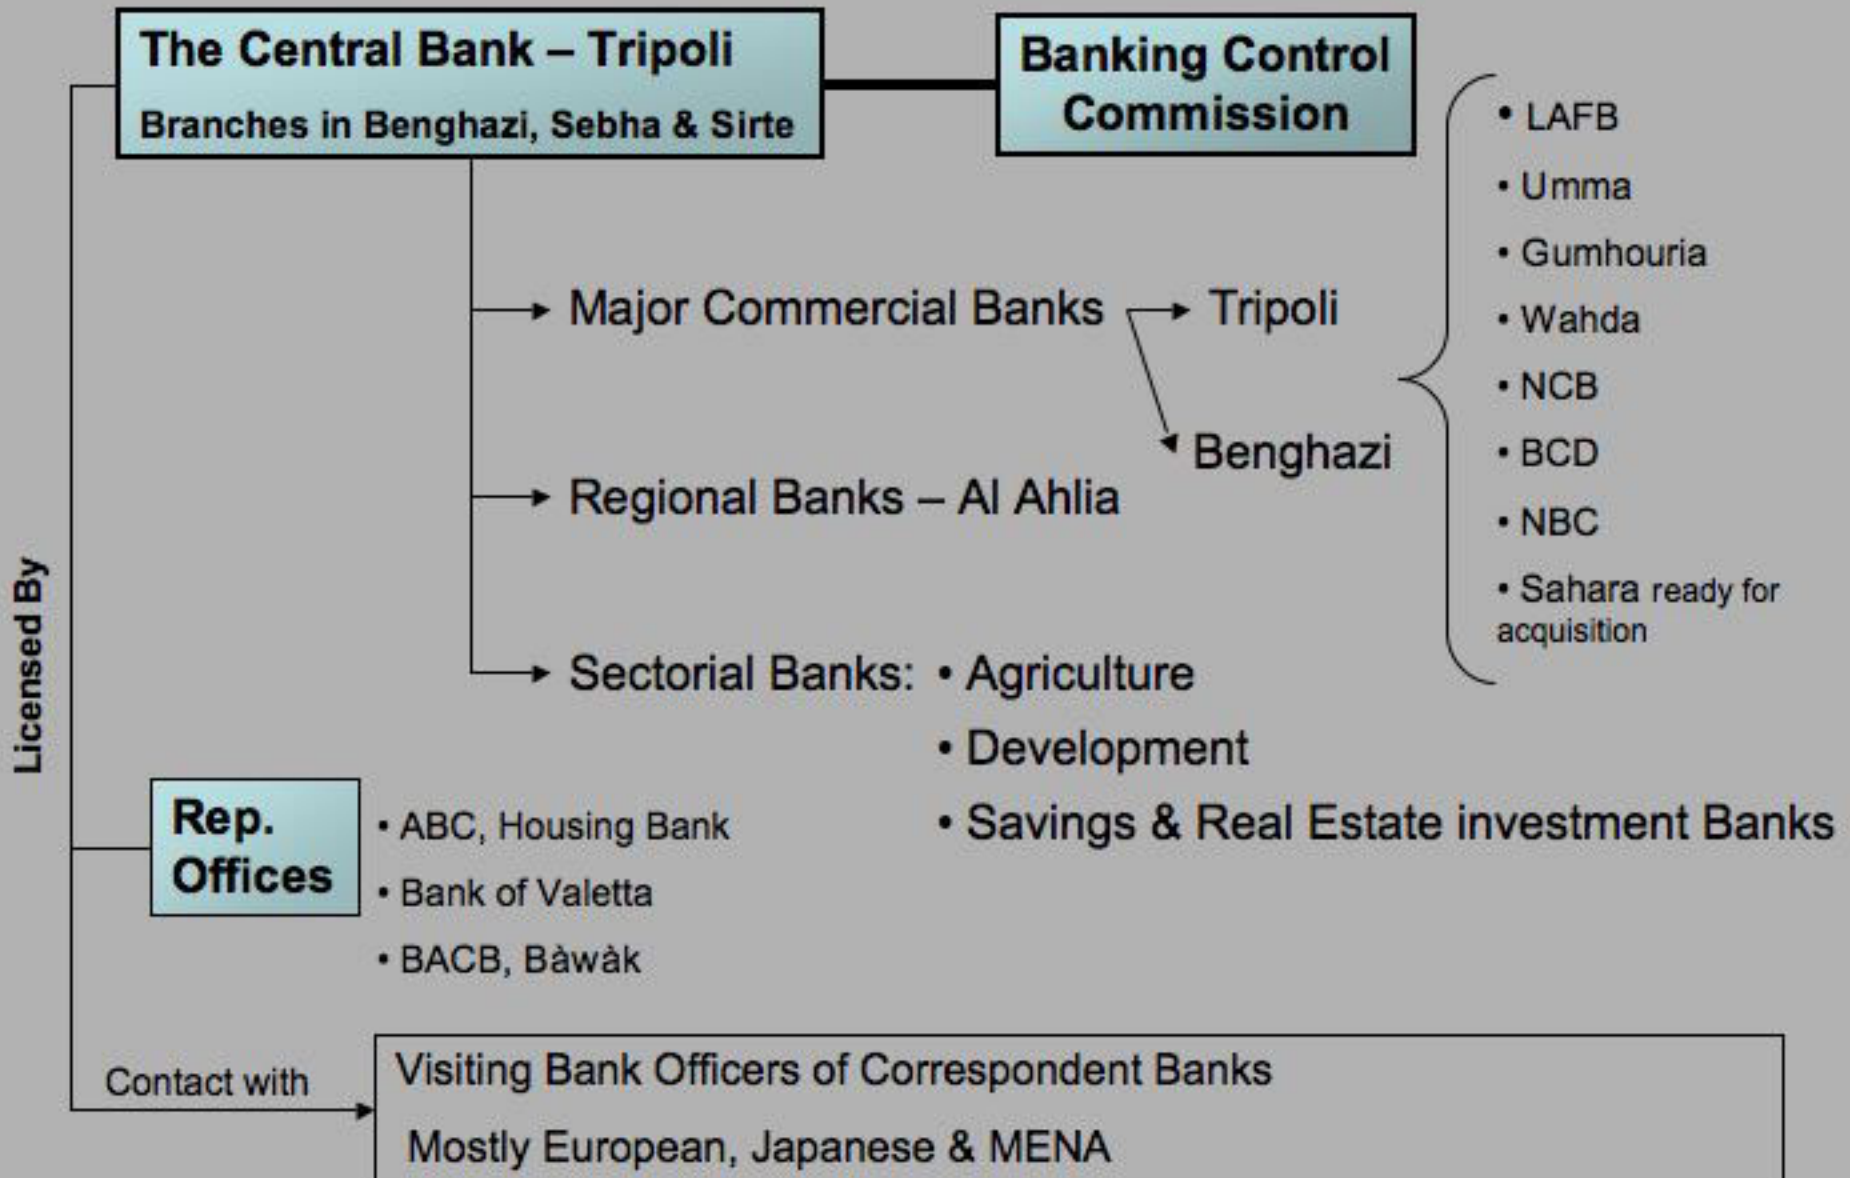 The Central Bank – Tripoli
Branches in Benghazi, Sebha & Sirte
Banking Control
Commission
• LAFB
• Umma
• Gumhouria
• Wahda
• NCB
• BCD
• NBC
• Sahara ready for
acquisition
Major Commercial Banks
Tripoli
Benghazi
Regional Banks – Al Ahlia
Sectorial Banks: • Agriculture
• Development
• Savings & Real Estate investment Banks
Licensed By
Rep.
Offices
• ABC, Housing Bank
• Bank of Valetta
• BACB, Bàwàk
Contact with
Visiting Bank Officers of Correspondent Banks
Mostly European, Japanese & MENA